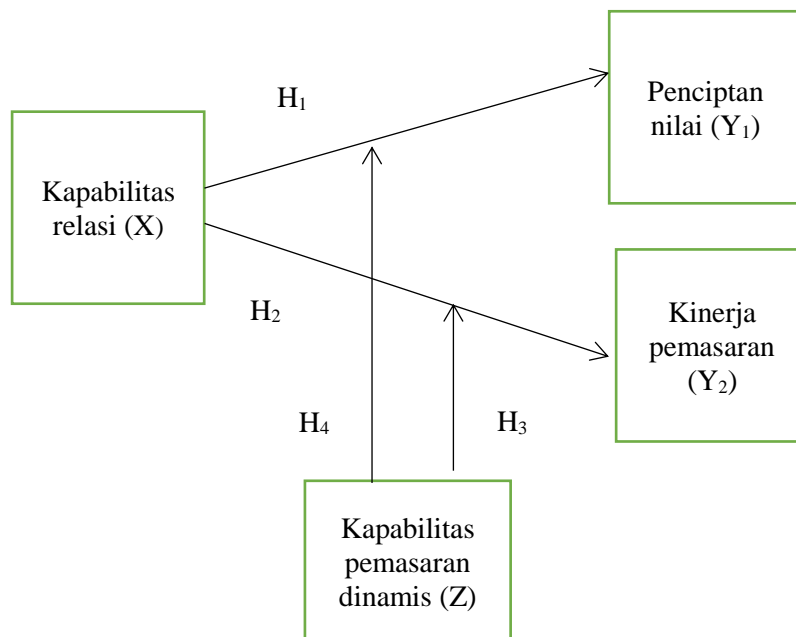 H₁
Penciptan
nilai (Y₁)
Kapabilitas
relasi (X)
H₂
Kinerja
pemasaran
(Y₂)
H₄
H₃
Kapabilitas
pemasaran
dinamis (Z)